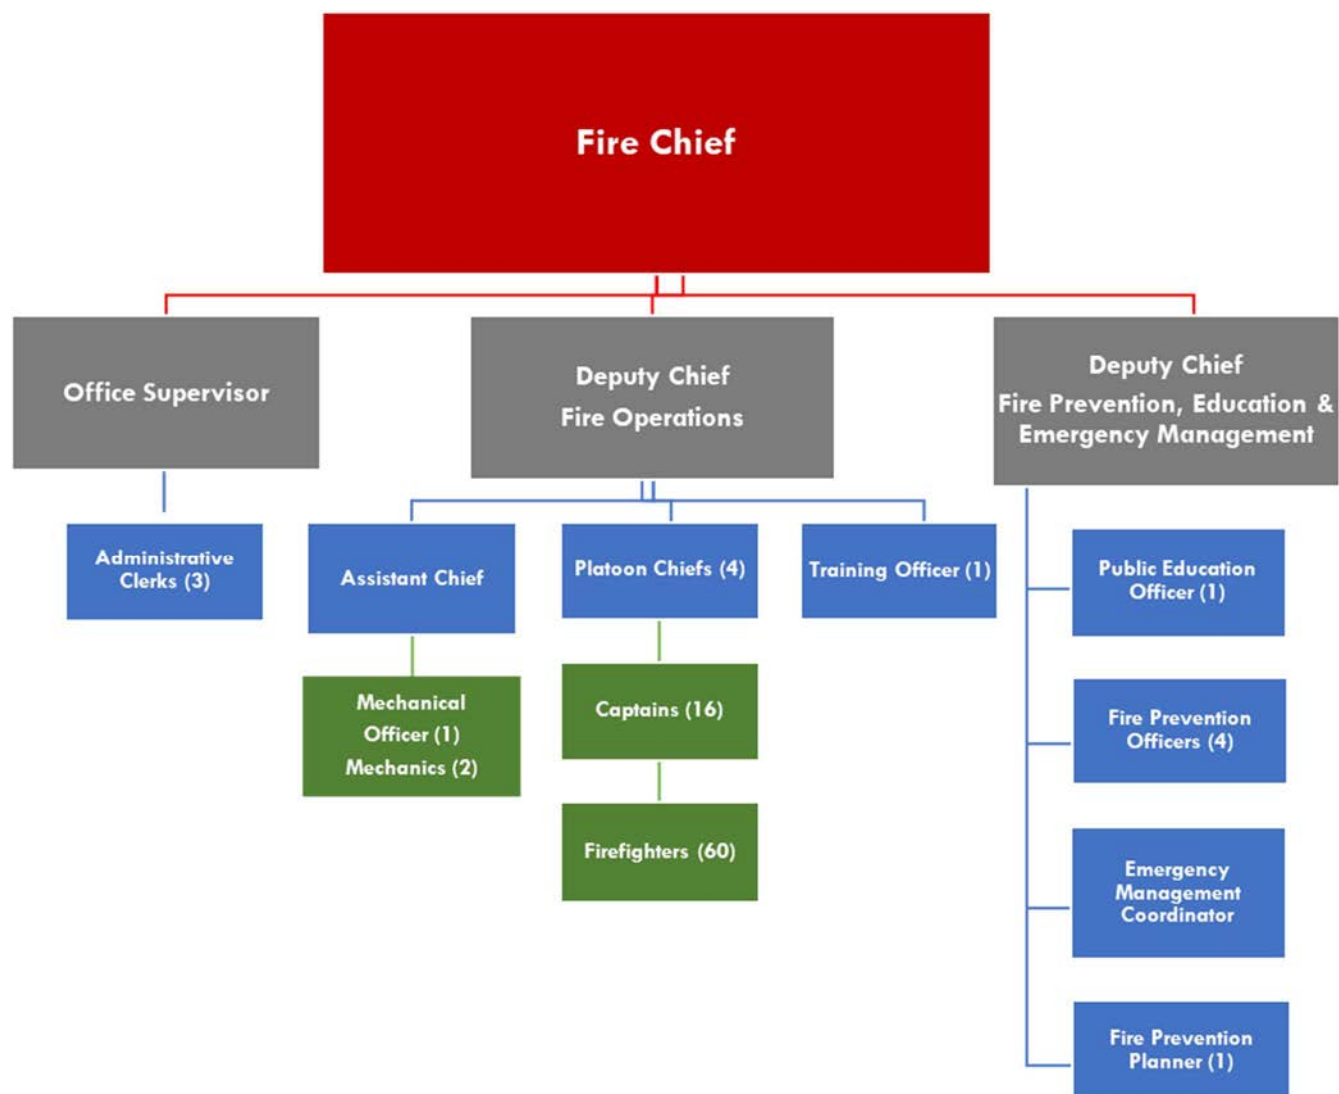 Fire Chief
Office Supervisor
Deputy Chief
Fire Operations
Deputy Chief
Fire Prevention, Education &
Emergency Management
Administrative
Clerks (3)
Assistant Chief
Platoon Chiefs (4)
Training Officer (1)
Public Education
Officer (1)
Mechanical
Officer (1)
Mechanics (2)
Captains (16)
Fire Prevention
Officers (4)
Firefighters (60)
Emergency
Management
Coordinator
Fire Prevention
Planner (1)